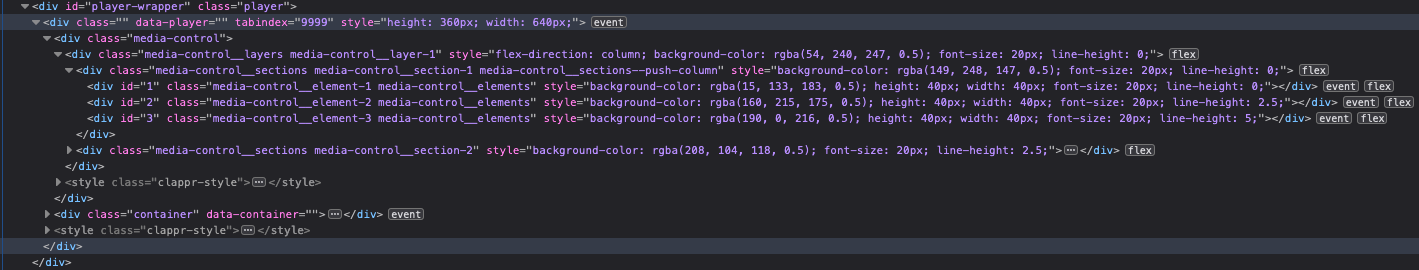 <div id="player-wrapper" class="player">
<div class="" data-player="" tabindex="9999" style="height: 360px; width: 640px;"> event
<div class="media-control">
<div class="media-control__layers media-control__layer-1" style="flex-direction: column; background-color: rgba(54, 240, 247, 0.5); font-size: 20px; line-height: 0;"> flex
<div class="media-control__sections media-control__section-1 media-control__sections--push-column" style="background-color: rgba(149, 248, 147, 0.5); font-size: 20px; line-height: 0;"> flex
<div id="1" class="media-control__element-1 media-control__elements" style="background-color: rgba(15, 133, 183, 0.5); height: 40px; width: 40px; font-size: 20px; line-height: 0;"></div> event flex
<div id="2" class="media-control__element-2 media-control__elements" style="background-color: rgba(160, 215, 175, 0.5); height: 40px; width: 40px; font-size: 20px; line-height: 2.5;"></div> event flex
<div id="3" class="media-control__element-3 media-control__elements" style="background-color: rgba(190, 0, 216, 0.5); height: 40px; width: 40px; font-size: 20px; line-height: 5;"></div> event flex
</div>
<div class="media-control__sections media-control__section-2" style="background-color: rgba(208, 104, 118, 0.5); font-size: 20px; line-height: 2.5;">⋯</div> flex
</div>
<style class="clappr-style">⋯</style>
</div>
<div class="container" data-container="">⋯</div> event
<style class="clappr-style">⋯</style>
</div>
</div>